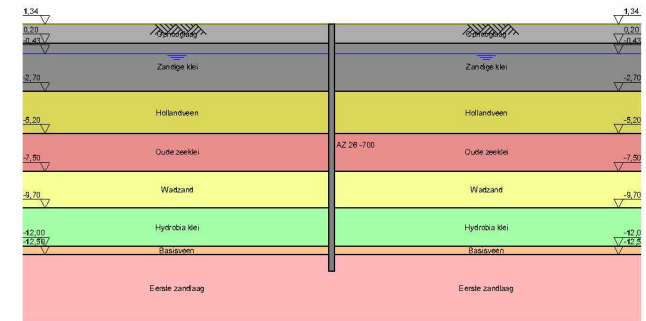 1,34 1,34
0,20 Ophooglaag Ophooglaag 0,20
-0,43 -0,43
Zandige klei Zandige klei
-2,70 -2,70
Hollandveen Hollandveen
-5,20 -5,20
AZ 26 -700
Oude zeeklei Oude zeeklei
-7,50 -7,50
Wadzand Wadzand
-9,70 -9,70
Hydrobia klei Hydrobia klei
-12,00 -12,0
-12,50 -12,5
Basisveen Basisveen
Eerste zandlaag Eerste zandlaag